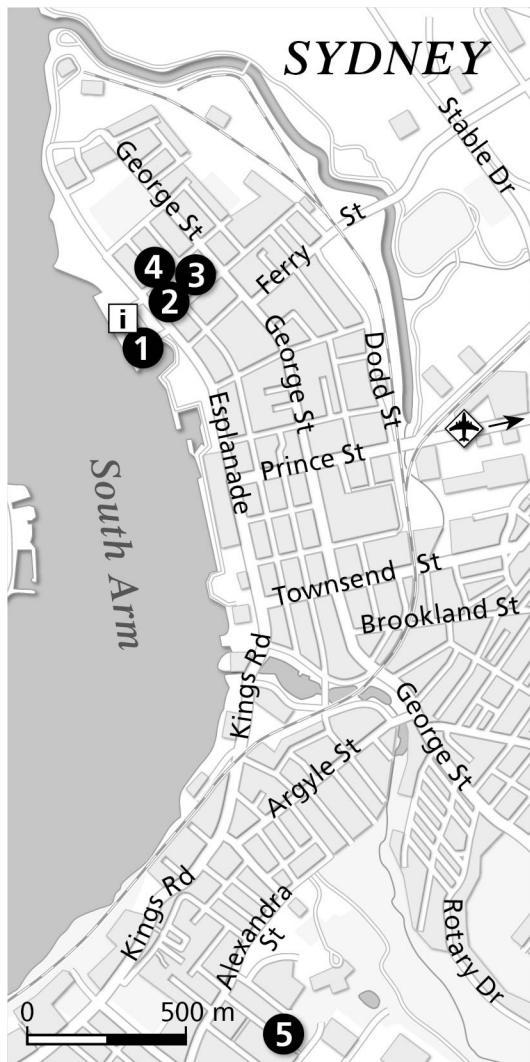 SYDNEY
Stable Dr
George St
Ferry St
4
3
2
i
1
George St
Dodd St
Esplanade
Prince St
South Arm
Townsend St
Brookland St
Kings Rd
George St
Argyle St
Kings Rd
Alexandra St
Rotary Dr
0 500 m
5